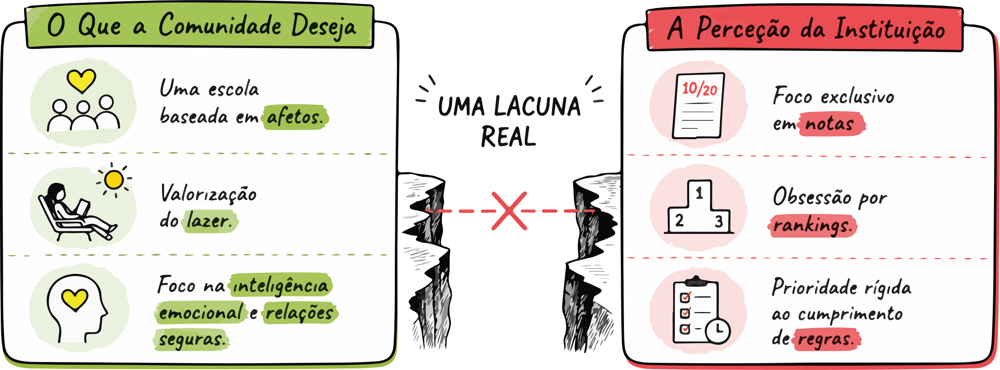 O Que a Comunidade Deseja
Uma escola
baseada em afetos.
Valorização
do lazer.
Foco na inteligência
emocional e relações
seguras.
UMA LACUNA
REAL
A Perceção da Instituição
10/20
Foco exclusivo
em notas
1
2 3
Obsessão por
rankings.
Prioridade rígida
ao cumprimento
de regras.